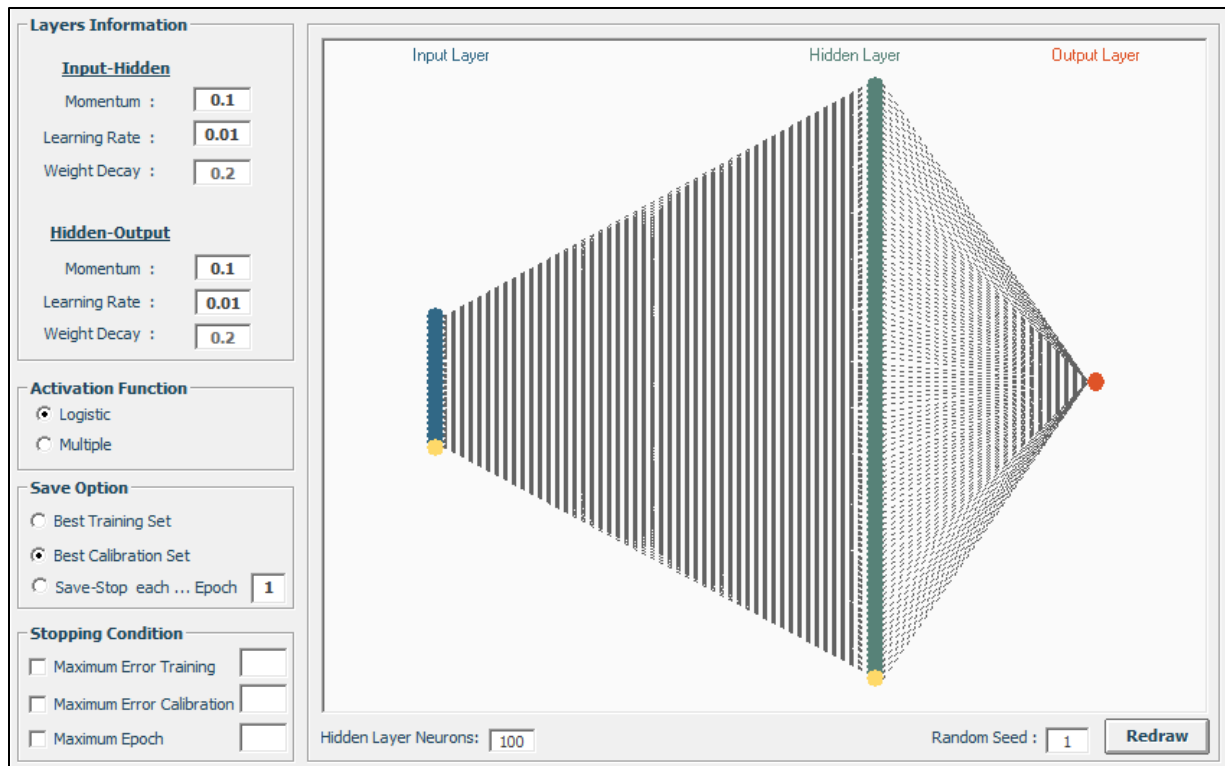 Layers Information
Input-Hidden
Momentum : 0.1
Learning Rate : 0.01
Weight Decay : 0.2
Hidden-Output
Momentum : 0.1
Learning Rate : 0.01
Weight Decay : 0.2
Activation Function
Logistic
Multiple
Save Option
Best Training Set
Best Calibration Set
Save-Stop each ... Epoch 1
Stopping Condition
Maximum Error Training
Maximum Error Calibration
Maximum Epoch
Input Layer Hidden Layer Output Layer
Hidden Layer Neurons: 100 Random Seed : 1 Redraw